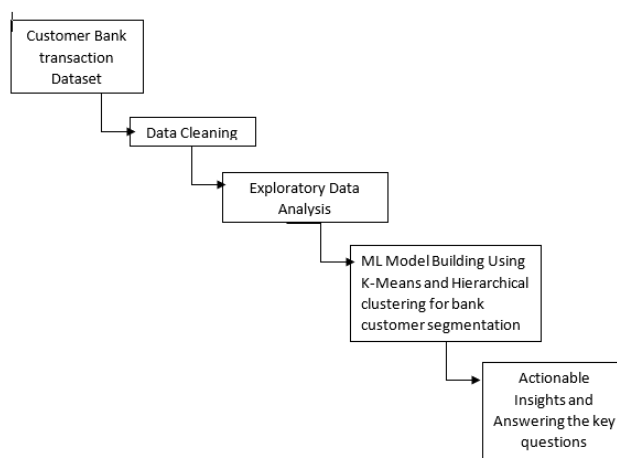 Customer Bank
transaction
Dataset
Data Cleaning
Exploratory Data
Analysis
ML Model Building Using
K-Means and Hierarchical
clustering for bank
customer segmentation
Actionable
Insights and
Answering the key
questions